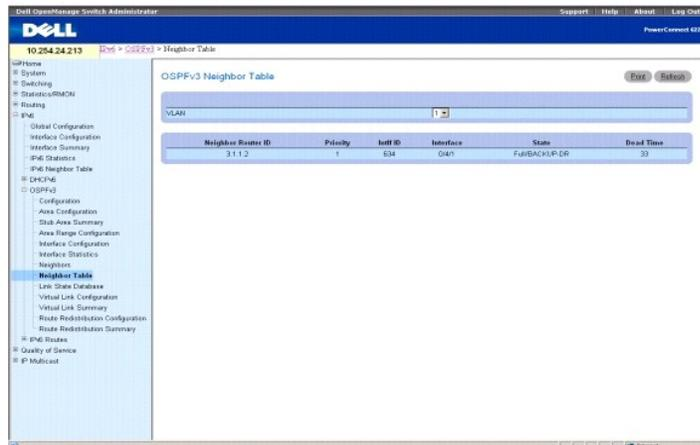 Dell OpenManage Switch Administrator
Support Help About Log Out
DELL
PowerConnect 622
10.254.24.213
IPv6 > OSPFv3 > Neighbor Table
Home
System
Switching
Statistics/RMON
Routing
IPv6
Global Configuration
Interface Configuration
Interface Summary
IPv6 Statistics
IPv6 Neighbor Table
DHCPv6
OSPFv3
Configuration
Area Configuration
Stub Area Summary
Area Range Configuration
Interface Configuration
Interface Statistics
Neighbors
Neighbor Table
Link State Database
Virtual Link Configuration
Virtual Link Summary
Route Redistribution Configuration
Route Redistribution Summary
IPv6 Routes
Quality of Service
IP Multicast
OSPFv3 Neighbor Table
Print Refresh
VLAN 1
Neighbor Router ID Priority Intf ID Interface State Dead Time
3.1.1.2 1 634 0/4/1 Full/BACKUP-DR 33